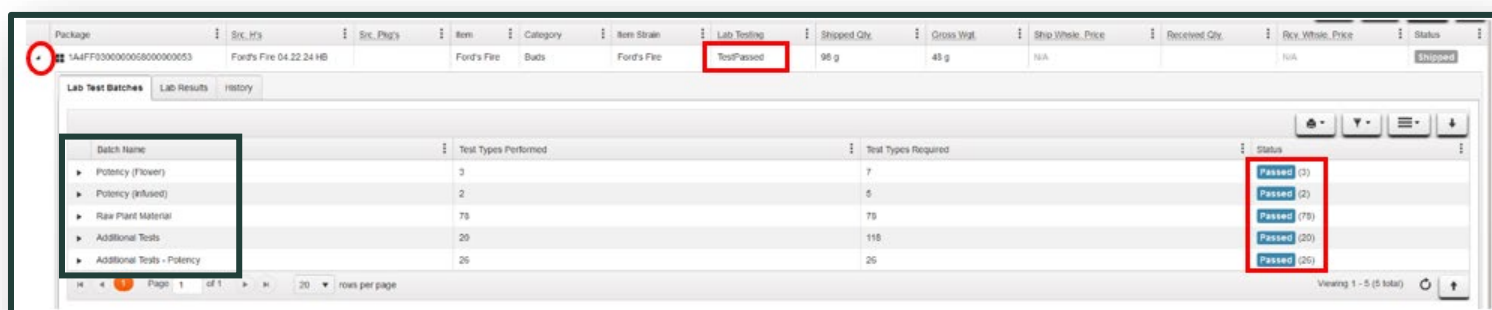 Package Src. H's Src. Pkg's Item Category Item Strain Lab Testing Shipped Qty. Gross Wgt. Ship Whsle. Price Received Qty. Rcv. Whsle. Price Status
1A4FF0300000068000000053 Ford's Fire 04.22.24 HB Ford's Fire Buds Ford's Fire TestPassed 96 g 48 g N/A N/A Shipped
Lab Test Batches Lab Results History
Batch Name Test Types Performed Test Types Required Status
Potency (Flower) 3 7 Passed (3)
Potency (Infused) 2 5 Passed (2)
Raw Plant Material 78 78 Passed (78)
Additional Tests 20 118 Passed (20)
Additional Tests - Potency 26 26 Passed (26)
1 Page 1 of 1 20 rows per page Viewing 1 - 5 (5 total)